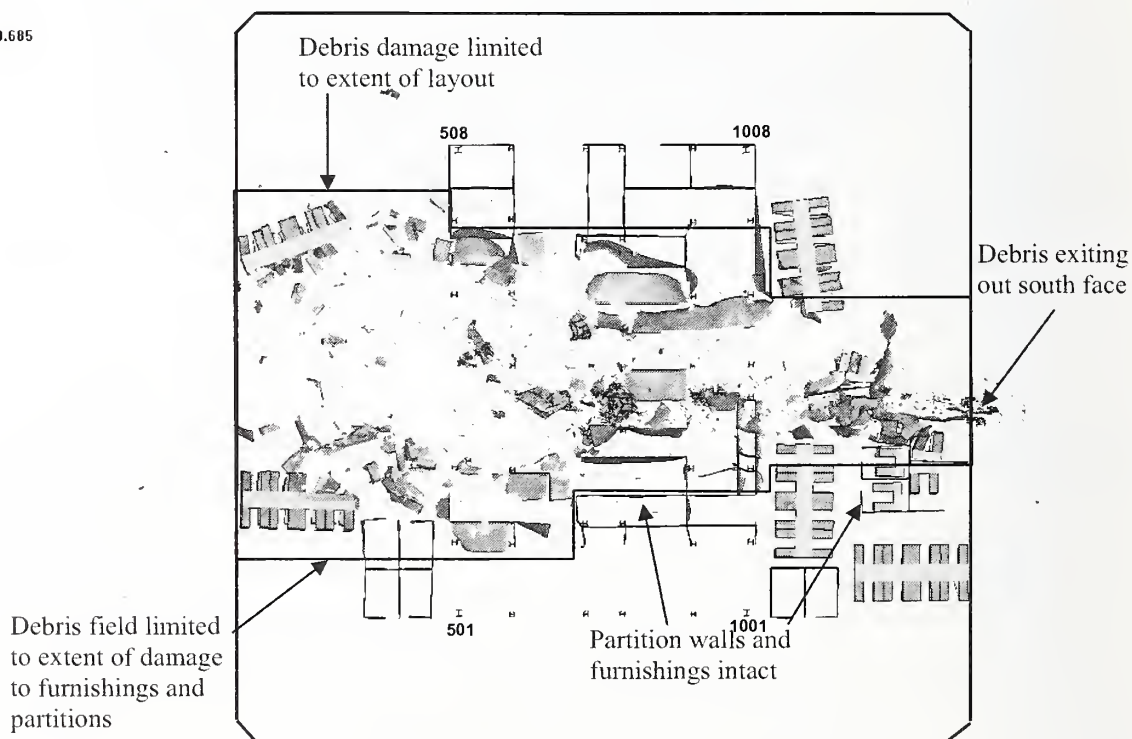 Debris damage limited
to extent of layout
508
1008
Debris exiting
out south face
Debris field limited
to extent of damage
to furnishings and
partitions
501
1001
Partition walls and
furnishings intact